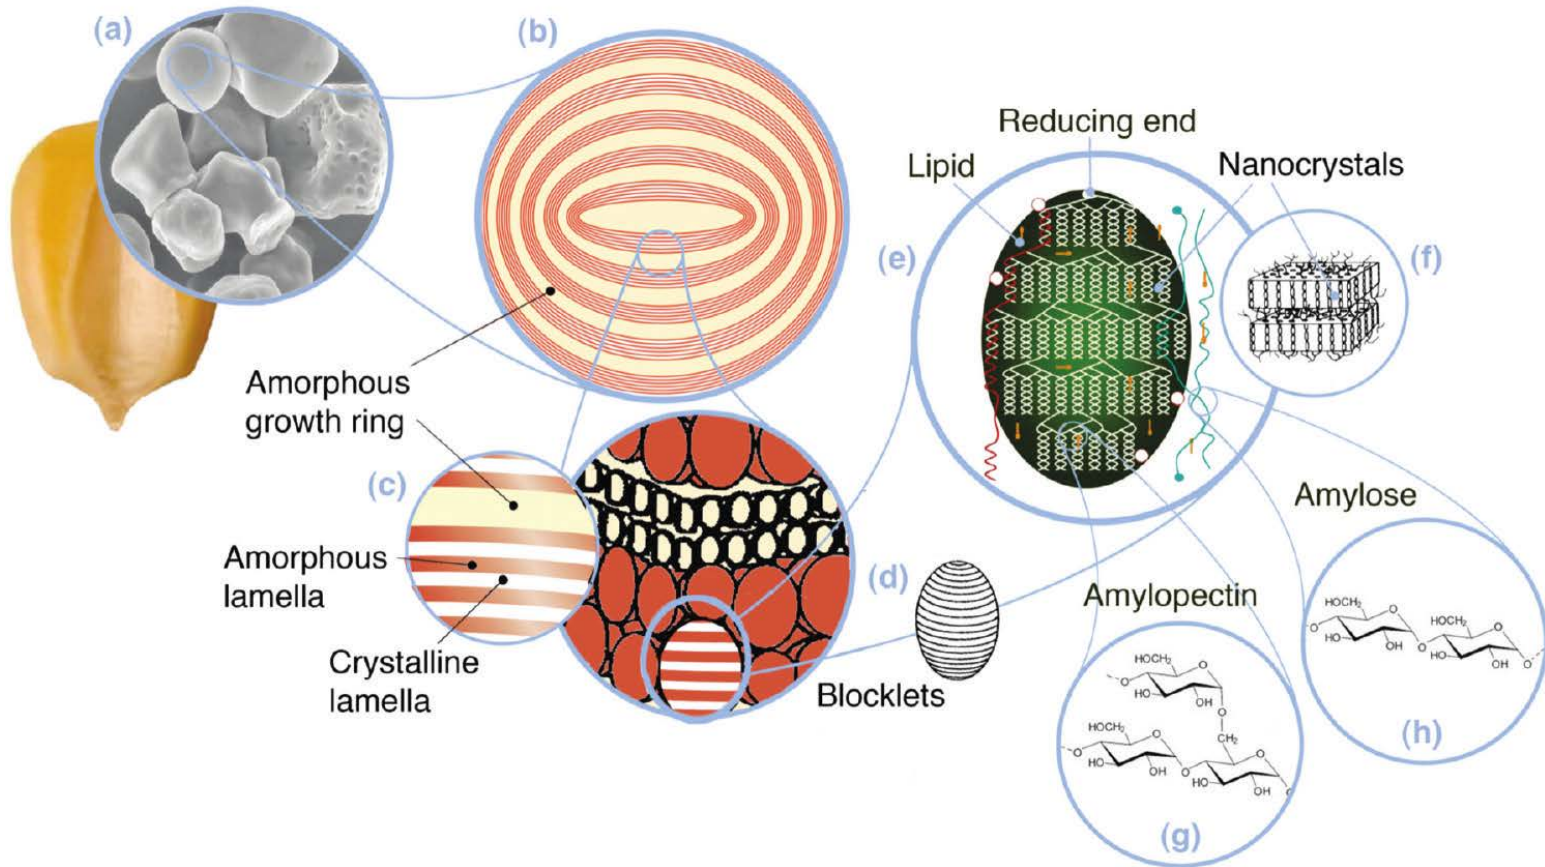 (a)
(b)
Reducing end
Lipid
Nanocrystals
(e)
(f)
Amorphous
growth ring
(c)
Amorphous
lamella
Crystalline
lamella
(d)
Blocklets
Amylose
HOCH₂
O
O
HO
OH
O
HOCH₂
O
HO
OH
O
(h)
Amylopectin
HOCH₂
O
O
HO
OH
O
CH₂
HOCH₂
O
O
HO
OH
O
O
HO
OH
O
(g)